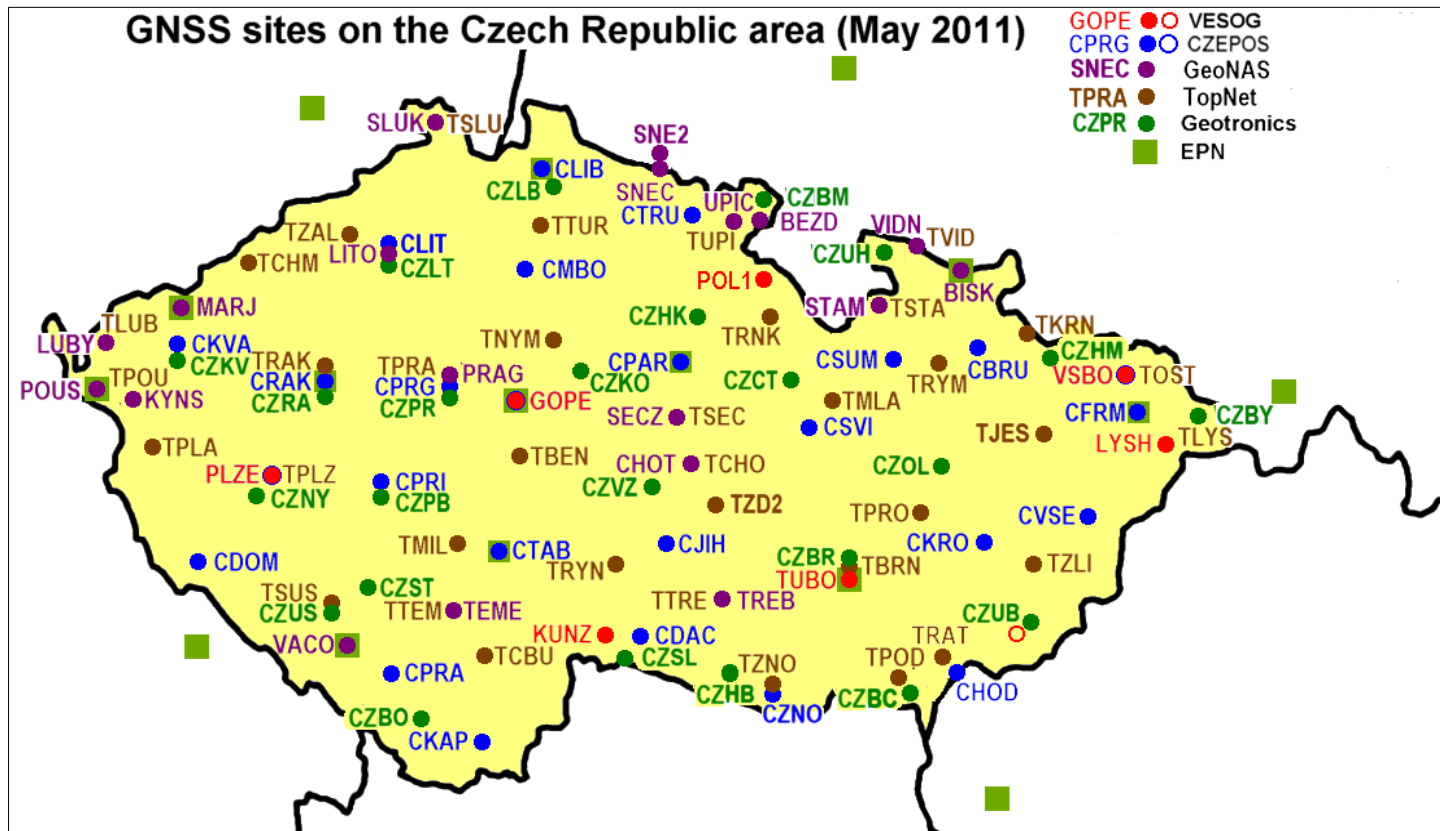 GNSS sites on the Czech Republic area (May 2011)
GOPE VESOG
CPRG CZEPOS
SNEC GeoNAS
TPRA TopNet
CZPR Geotronics
EPN
SLUK TSLU
SNE2
CLIB
CZLB
SNEC
UPIC
CZBM
CTRU
BEZD
TTUR
TUPI
VIDN
TVID
TZAL
CLIT
LITO
CZUH
TCHM
CZLT
CMBO
POL1
BISK
MARJ
STAM TSTA
TLUB
CZHK
TRNK
TKRN
LUBY
CKVA
TNYM
CZHM
CZKV
TRAK
TPRA
PRAG
CPAR
CSUM
CBRU
TPOU
CRAK
CPRG
CZKO
CZCT
TRYM
VSBO TOST
POUS
KYNS
CZRA
CZPR
GOPE
TMLA
CFRM
CZBY
SECZ TSEC
CSVI
TJES
LYSH
TLYS
TPLA
TBEN
CHOT TCHO
CZOL
PLZE TPLZ
CPRI
CZNY
CZPB
CZVZ
TZD2
TPRO
CVSE
TMIL
CTAB
CJIH
CKRO
CDOM
TRYN
CZBR
TBRN
TZLI
TUBO
TSUS
CZST
CZUS
TTEM TEME
TTRE TREB
CZUB
VACO
KUNZ
CDAC
TRAT
TCBU
CZSL
TZNO
TPOD
CPRA
CZHB
CZBC
CHOD
CZNO
CZBO
CKAP